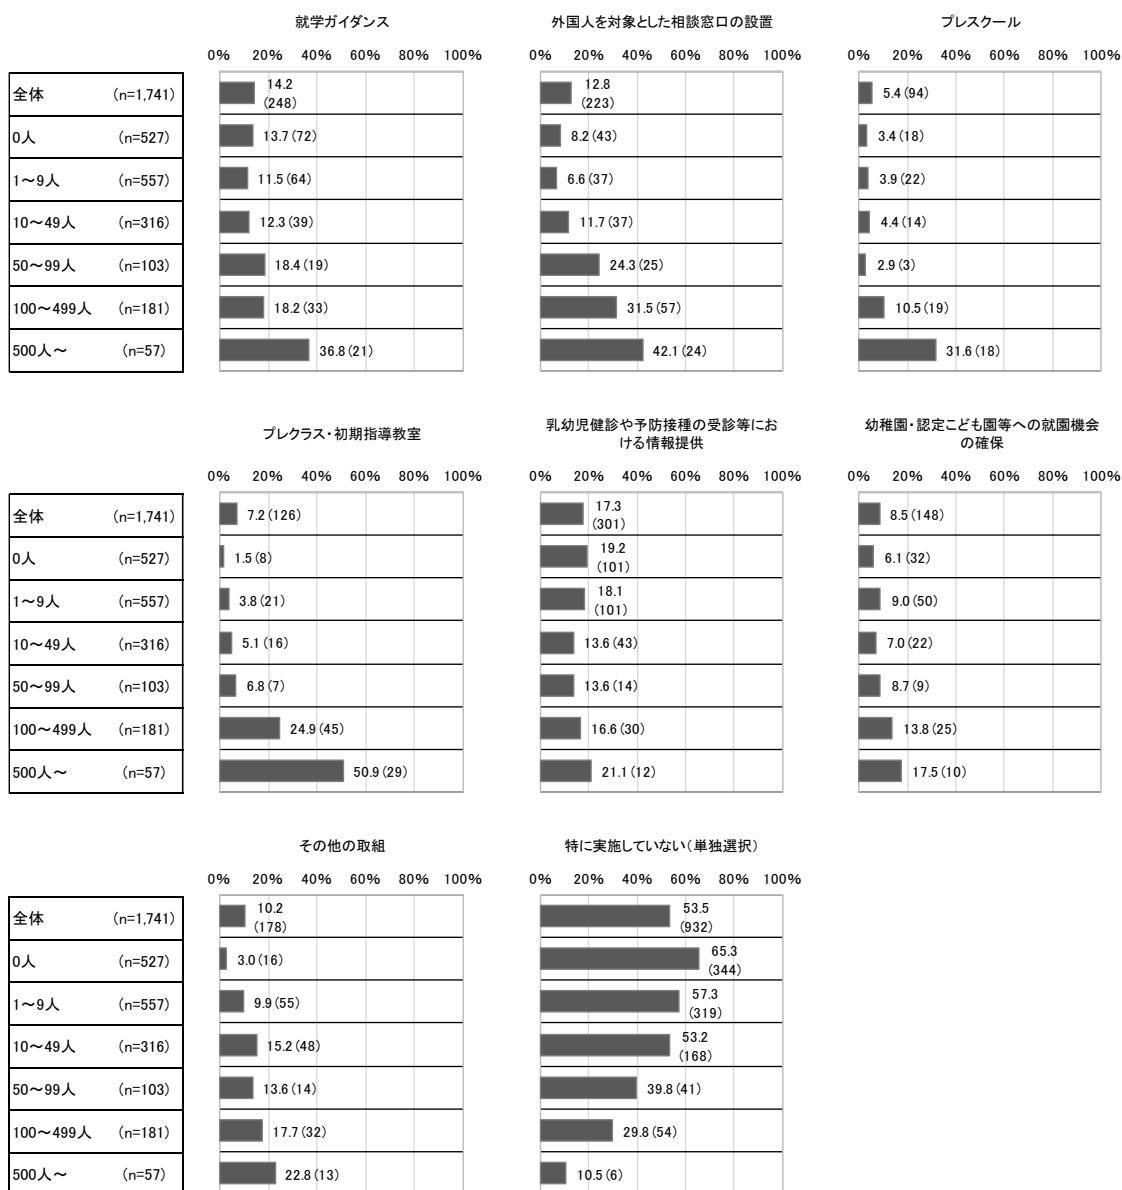 就学ガイダンス 外国人を対象とした相談窓口の設置 プレスクール
0% 20% 40% 60% 80% 100% 0% 20% 40% 60% 80% 100% 0% 20% 40% 60% 80% 100%
全体 (n=1,741) 14.2 (248) 12.8 (223) 5.4(94)
0人 (n=527) 13.7(72) 8.2(43) 3.4(18)
1～9人 (n=557) 11.5(64) 6.6(37) 3.9(22)
10～49人 (n=316) 12.3(39) 11.7(37) 4.4(14)
50～99人 (n=103) 18.4(19) 24.3(25) 2.9(3)
100～499人 (n=181) 18.2(33) 31.5(57) 10.5(19)
500人～ (n=57) 36.8(21) 42.1(24) 31.6(18)
プレクラス・初期指導教室 乳幼児健診や予防接種の受診等における情報提供 幼稚園・認定こども園等への就園機会の確保
0% 20% 40% 60% 80% 100% 0% 20% 40% 60% 80% 100% 0% 20% 40% 60% 80% 100%
全体 (n=1,741) 7.2(126) 17.3 (301) 8.5(148)
0人 (n=527) 1.5(8) 19.2 (101) 6.1(32)
1～9人 (n=557) 3.8(21) 18.1 (101) 9.0(50)
10～49人 (n=316) 5.1(16) 13.6(43) 7.0(22)
50～99人 (n=103) 6.8(7) 13.6(14) 8.7(9)
100～499人 (n=181) 24.9(45) 16.6(30) 13.8(25)
500人～ (n=57) 50.9(29) 21.1(12) 17.5(10)
その他の取組 特に実施していない(単独選択)
0% 20% 40% 60% 80% 100% 0% 20% 40% 60% 80% 100%
全体 (n=1,741) 10.2 (178) 53.5 (932)
0人 (n=527) 3.0(16) 65.3 (344)
1～9人 (n=557) 9.9(55) 57.3 (319)
10～49人 (n=316) 15.2(48) 53.2 (168)
50～99人 (n=103) 13.6(14) 39.8(41)
100～499人 (n=181) 17.7(32) 29.8(54)
500人～ (n=57) 22.8(13) 10.5(6)